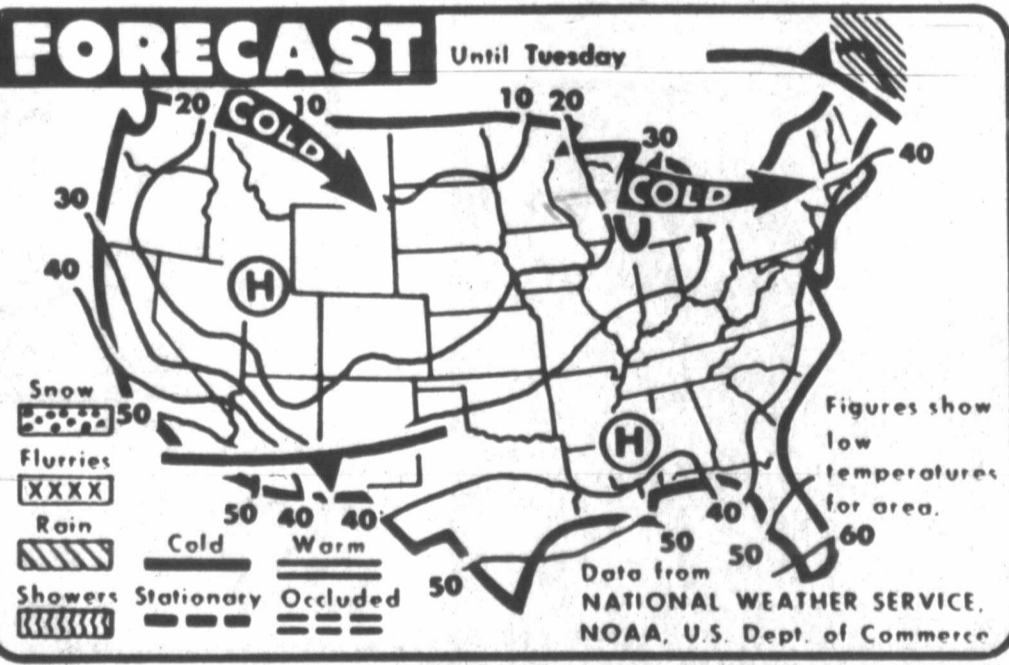 FORECAST Until Tuesday
20 10 10 20
COLD
30
40
COLD
30
40
H
Snow
50
Figures show
low
temperatures
for area.
H
Flurries
XXXX
Rain
50 40 40
40
60
50
50
Cold Warm
50
Data from
Showers Stationary Occluded
NATIONAL WEATHER SERVICE,
NOAA, U.S. Dept. of Commerce